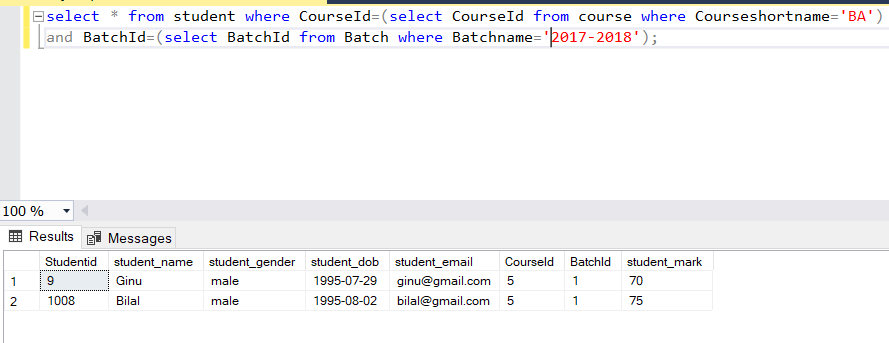 select * from student where CourseId=(select CourseId from course where Courseshortname='BA')
and BatchId=(select BatchId from Batch where Batchname='2017-2018');
100 %
Results Messages
Studentid student_name student_gender student_dob student_email CourseId BatchId student_mark
1 9 Ginu male 1995-07-29 ginu@gmail.com 5 1 70
2 1008 Bilal male 1995-08-02 bilal@gmail.com 5 1 75